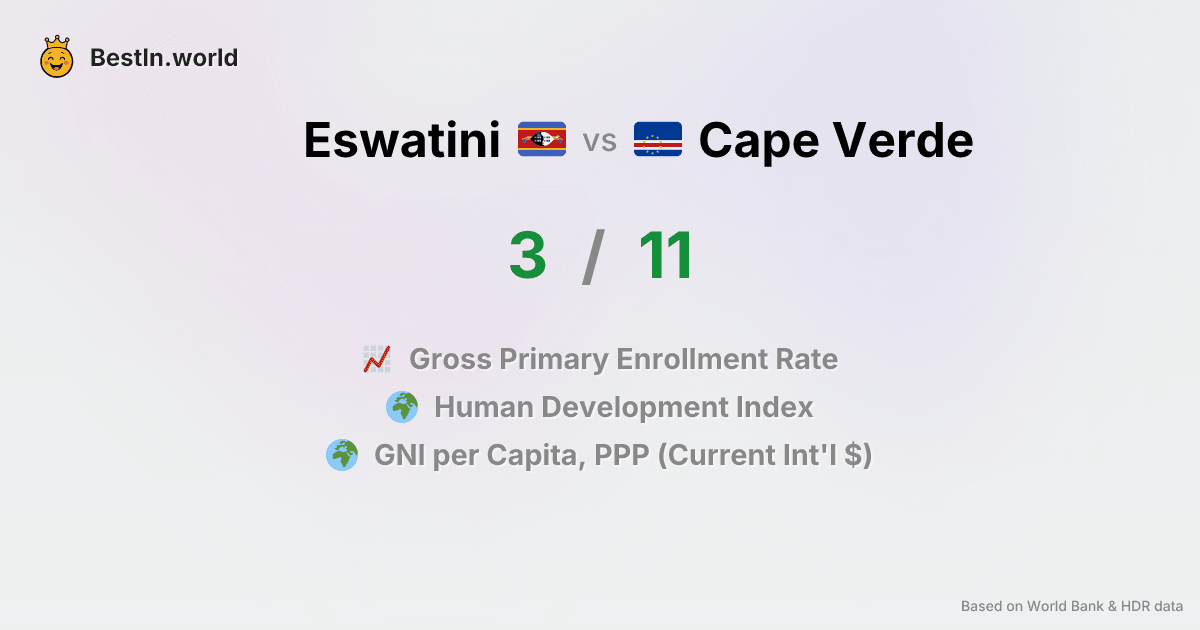 BestIn.world
Eswatini vs Cape Verde
3 / 11
Gross Primary Enrollment Rate
Human Development Index
GNI per Capita, PPP (Current Int'l $)
Based on World Bank & HDR data